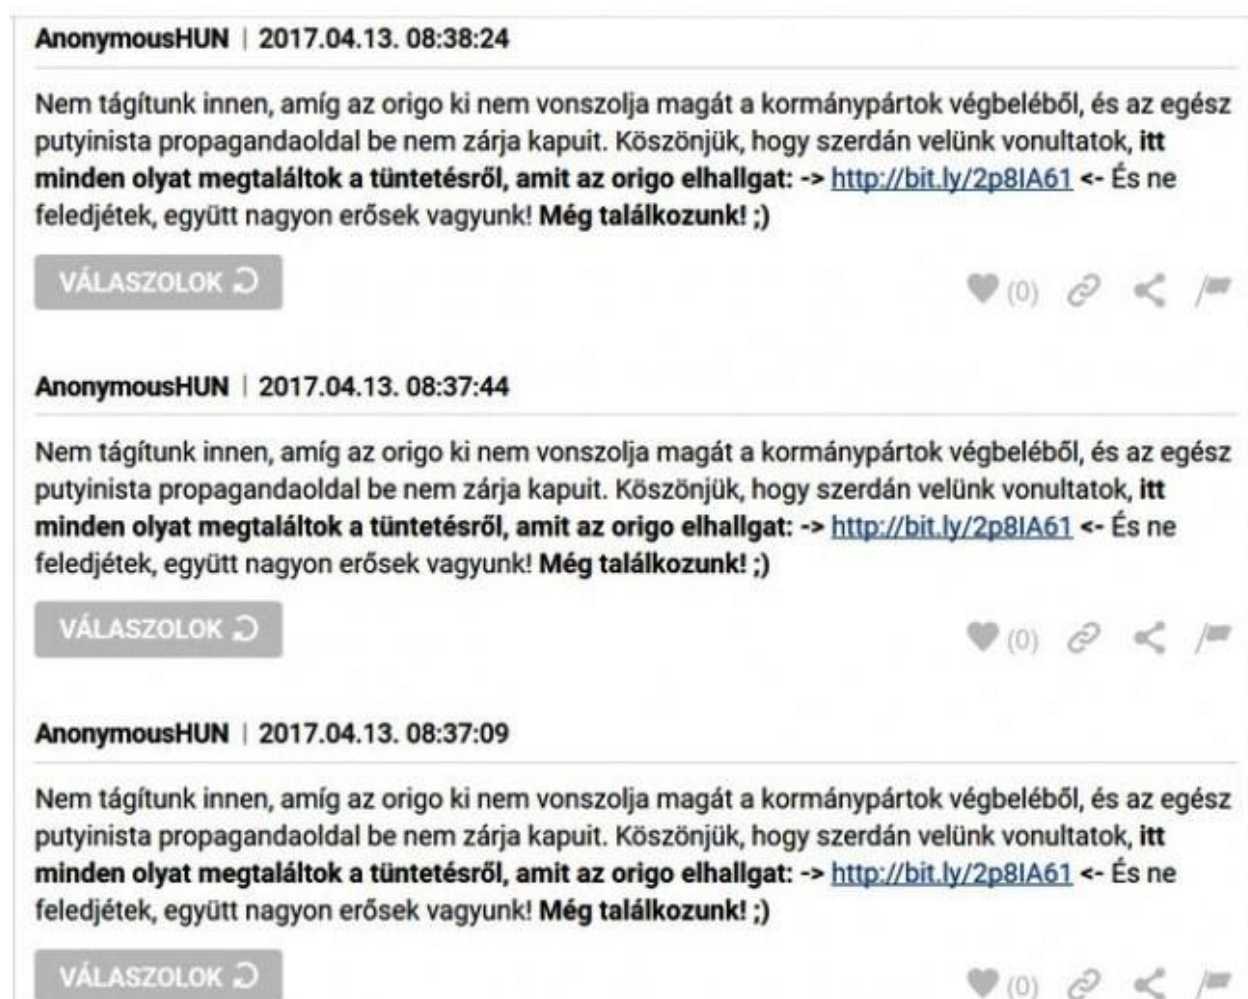 AnonymousHUN | 2017.04.13. 08:38:24
Nem tágítunk innen, amíg az origo ki nem vonszolja magát a kormánypártok végbeléből, és az egész
putyinista propagandaoldal be nem zárja kapuit. Köszönjük, hogy szerdán velünk vonultatok, itt
minden olyat megtaláltok a tüntetésről, amit az origo elhallgat: -> http://bit.ly/2p8IA61 <- És ne
feledjétek, együtt nagyon erősek vagyunk! Még találkozunk! ;)
VÁLASZOLOK
(0)
AnonymousHUN | 2017.04.13. 08:37:44
Nem tágítunk innen, amíg az origo ki nem vonszolja magát a kormánypártok végbeléből, és az egész
putyinista propagandaoldal be nem zárja kapuit. Köszönjük, hogy szerdán velünk vonultatok, itt
minden olyat megtaláltok a tüntetésről, amit az origo elhallgat: -> http://bit.ly/2p8IA61 <- És ne
feledjétek, együtt nagyon erősek vagyunk! Még találkozunk! ;)
VÁLASZOLOK
(0)
AnonymousHUN | 2017.04.13. 08:37:09
Nem tágítunk innen, amíg az origo ki nem vonszolja magát a kormánypártok végbeléből, és az egész
putyinista propagandaoldal be nem zárja kapuit. Köszönjük, hogy szerdán velünk vonultatok, itt
minden olyat megtaláltok a tüntetésről, amit az origo elhallgat: -> http://bit.ly/2p8IA61 <- És ne
feledjétek, együtt nagyon erősek vagyunk! Még találkozunk! ;)
VÁLASZOLOK
(0)